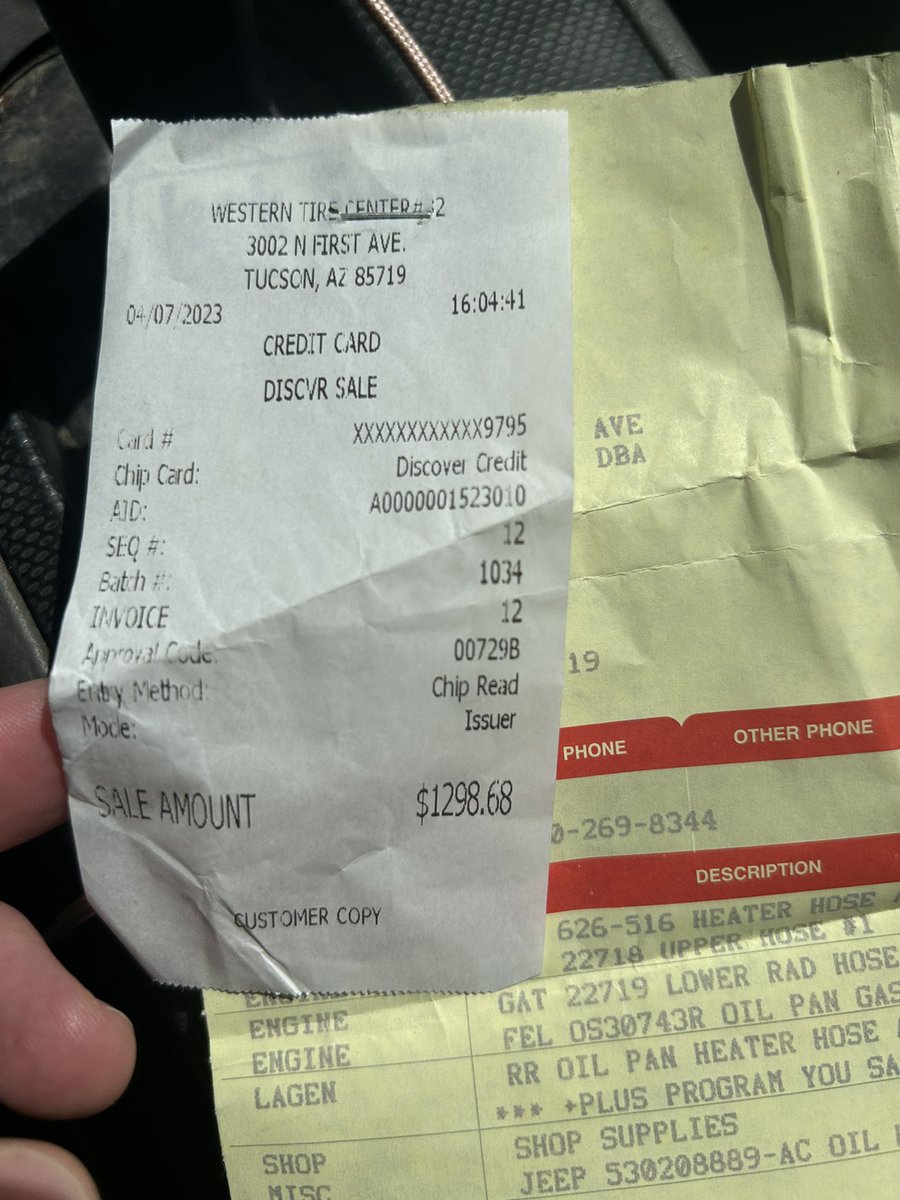 WESTERN TIRE CENTER # 32
3002 N FIRST AVE.
TUCSON, AZ 85719
04/07/2023 16:04:41
CREDIT CARD
DISCVR SALE
Card # XXXXXXXXXXXX9795
Chip Card: Discover Credit
AID: A0000001523010
SEQ #: 12
Batch #: 1034
INVOICE 12
Approval Code: 00729B
Entry Method: Chip Read
Mode: Issuer
SALE AMOUNT $1298.68
CUSTOMER COPY
AVE
DBA
19
PHONE OTHER PHONE
0-269-8344
DESCRIPTION
626-516 HEATER HOSE
22718 UPPER HOSE #1
GAT 22719 LOWER RAD HOSE
ENGINE FEL OS30743R OIL PAN GAS
ENGINE RR OIL PAN HEATER HOSE
LAGEN *** +PLUS PROGRAM YOU SA
SHOP SHOP SUPPLIES
MISC JEEP 530208889-AC OIL